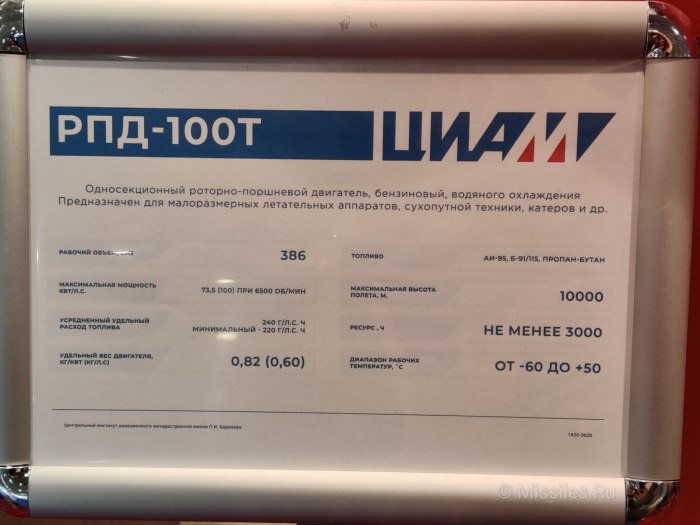 РПД-100Т
ЦИАМ
Односекционный роторно-поршневой двигатель, бензиновый, водяного охлаждения
Предназначен для малоразмерных летательных аппаратов, сухопутной техники, катеров и др.
РАБОЧИЙ 386
МАКСИМАЛЬНАЯ МОЩНОСТЬ
КВТ/Л.С. 73,5 (100) ПРИ 6500 ОБ/МИН
УСРЕДНЕННЫЙ УДЕЛЬНЫЙ
РАСХОД ТОПЛИВА
240 Г/Л.С. Ч
МИНИМАЛЬНЫЙ - 220 Г/Л.С. Ч
УДЕЛЬНЫЙ ВЕС ДВИГАТЕЛЯ,
КГ/КВТ (КГ/Л.С) 0,82 (0,60)
ТОПЛИВО АИ-95, Б-91/115, ПРОПАН-БУТАН
МАКСИМАЛЬНАЯ ВЫСОТА
ПОЛЕТА, М. 10000
РЕСУРС , Ч НЕ МЕНЕЕ 3000
ДИАПАЗОН РАБОЧИХ
ТЕМПЕРАТУР, °С ОТ -60 ДО +50
Центральный институт авиационного моторостроения имени П.И. Баранова
1930-2020
© Missiles.Ru